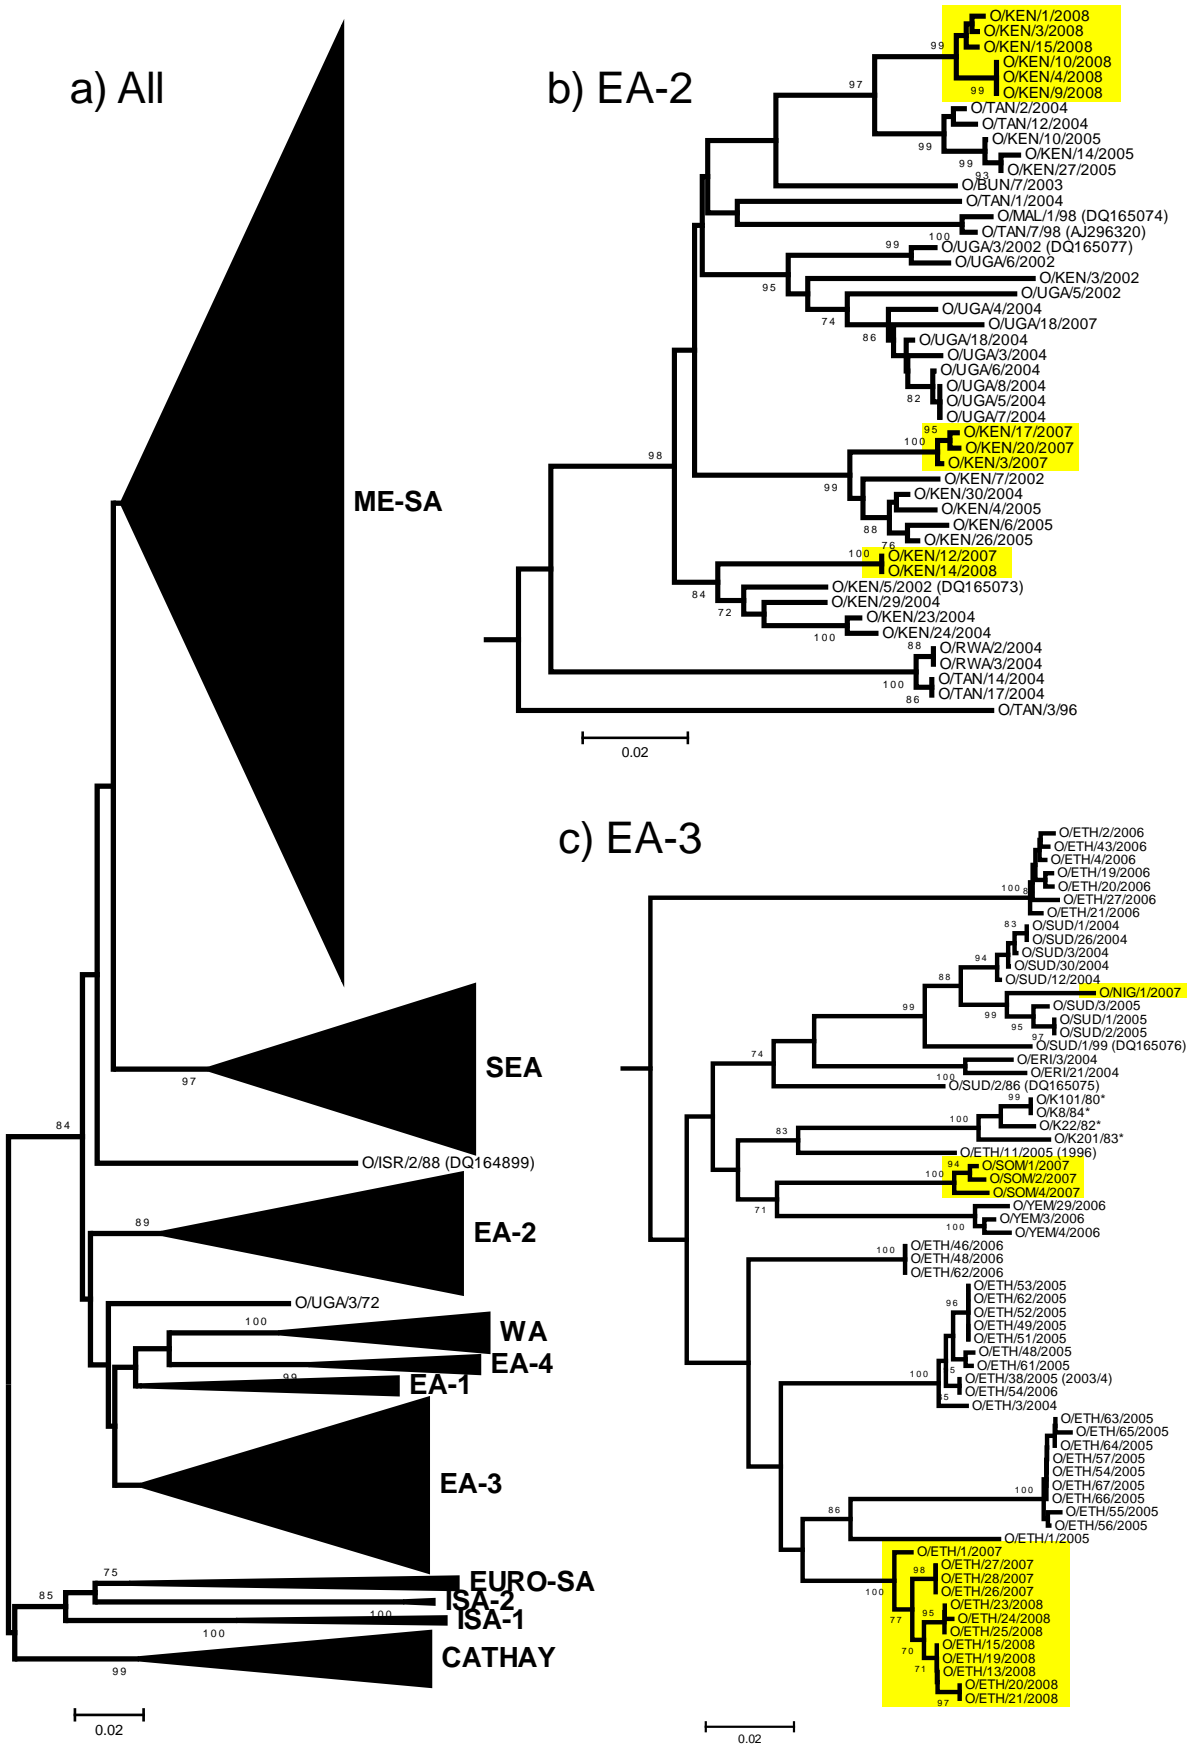 a) All
ME-SA
97
SEA
84
O/ISR/2/88 (DQ164899)
89
EA-2
O/UGA/3/72
100
WA
EA-4
99
EA-1
EA-3
75
EURO-SA
85
ISA-2
100
ISA-1
100
CATHAY
99
0.02
b) EA-2
O/KEN/1/2008
O/KEN/3/2008
99
O/KEN/15/2008
O/KEN/10/2008
O/KEN/4/2008
99
O/KEN/9/2008
97
O/TAN/2/2004
O/TAN/12/2004
99
O/KEN/10/2005
O/KEN/14/2005
99
O/KEN/27/2005
93
O/BUN/7/2003
O/TAN/1/2004
O/MAL/1/98 (DQ165074)
O/TAN/7/98 (AJ296320)
100
O/UGA/3/2002 (DQ165077)
99
O/UGA/6/2002
95
O/KEN/3/2002
O/UGA/5/2002
74
O/UGA/4/2004
O/UGA/18/2007
86
O/UGA/18/2004
O/UGA/3/2004
O/UGA/6/2004
O/UGA/8/2004
82
O/UGA/5/2004
O/UGA/7/2004
95
O/KEN/17/2007
100
O/KEN/20/2007
O/KEN/3/2007
99
O/KEN/7/2002
O/KEN/30/2004
O/KEN/4/2005
88
O/KEN/6/2005
O/KEN/26/2005
76
98
100
O/KEN/12/2007
O/KEN/14/2008
84
O/KEN/5/2002 (DQ165073)
O/KEN/29/2004
72
O/KEN/23/2004
100
O/KEN/24/2004
88
O/RWA/2/2004
O/RWA/3/2004
100
O/TAN/14/2004
86
O/TAN/17/2004
O/TAN/3/96
0.02
c) EA-3
O/ETH/2/2006
O/ETH/43/2006
O/ETH/4/2006
O/ETH/19/2006
100
O/ETH/20/2006
O/ETH/27/2006
O/ETH/21/2006
83
O/SUD/1/2004
O/SUD/26/2004
O/SUD/3/2004
94
O/SUD/30/2004
O/SUD/12/2004
88
O/NIG/1/2007
99
O/SUD/3/2005
99
95
O/SUD/1/2005
97
O/SUD/2/2005
O/SUD/1/99 (DQ165076)
74
O/ERI/3/2004
100
O/ERI/21/2004
O/SUD/2/86 (DQ165075)
99
O/K101/80*
O/K8/84*
100
O/K22/82*
83
O/K201/83*
O/ETH/11/2005 (1996)
94
O/SOM/1/2007
100
O/SOM/2/2007
O/SOM/4/2007
71
O/YEM/29/2006
O/YEM/3/2006
100
O/YEM/4/2006
O/ETH/46/2006
100
O/ETH/48/2006
O/ETH/62/2006
O/ETH/53/2005
96
O/ETH/62/2005
O/ETH/52/2005
O/ETH/49/2005
O/ETH/51/2005
O/ETH/48/2005
O/ETH/61/2005
100
O/ETH/38/2005 (2003/4)
O/ETH/54/2006
O/ETH/3/2004
O/ETH/63/2005
O/ETH/65/2005
O/ETH/64/2005
O/ETH/57/2005
O/ETH/54/2005
O/ETH/67/2005
100
O/ETH/66/2005
O/ETH/55/2005
O/ETH/56/2005
86
O/ETH/1/2005
O/ETH/1/2007
98
O/ETH/27/2007
O/ETH/28/2007
100
O/ETH/26/2007
O/ETH/23/2008
77
95
O/ETH/24/2008
O/ETH/25/2008
O/ETH/15/2008
70
O/ETH/19/2008
71
O/ETH/13/2008
O/ETH/20/2008
97
O/ETH/21/2008
0.02